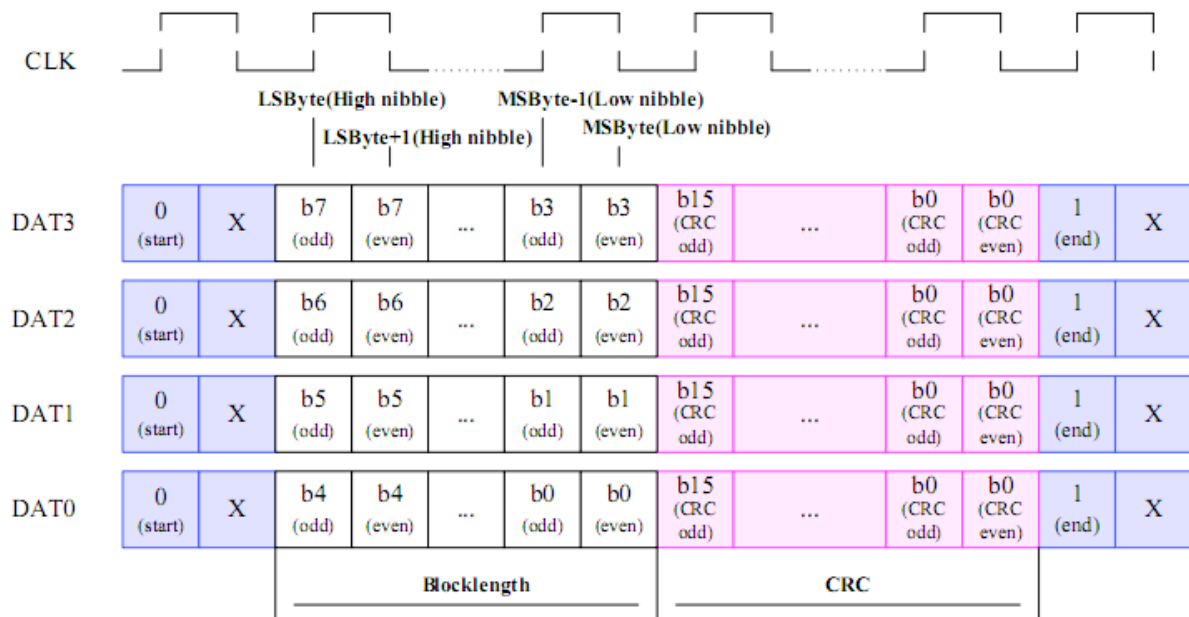 CLK
LSByte(High nibble) MSByte-1(Low nibble)
LSByte+1(High nibble) MSByte(Low nibble)
DAT3 0 X b7 b7 ... b3 b3 b15 ... b0 b0 1 X
(start) (odd) (even) (odd) (even) (CRC (CRC (CRC (end)
odd) odd) even)
DAT2 0 X b6 b6 ... b2 b2 b15 ... b0 b0 1 X
(start) (odd) (even) (odd) (even) (CRC (CRC (CRC (end)
odd) odd) even)
DAT1 0 X b5 b5 ... b1 b1 b15 ... b0 b0 1 X
(start) (odd) (even) (odd) (even) (CRC (CRC (CRC (end)
odd) odd) even)
DAT0 0 X b4 b4 ... b0 b0 b15 ... b0 b0 1 X
(start) (odd) (even) (odd) (even) (CRC (CRC (CRC (end)
odd) odd) even)
Blocklength CRC